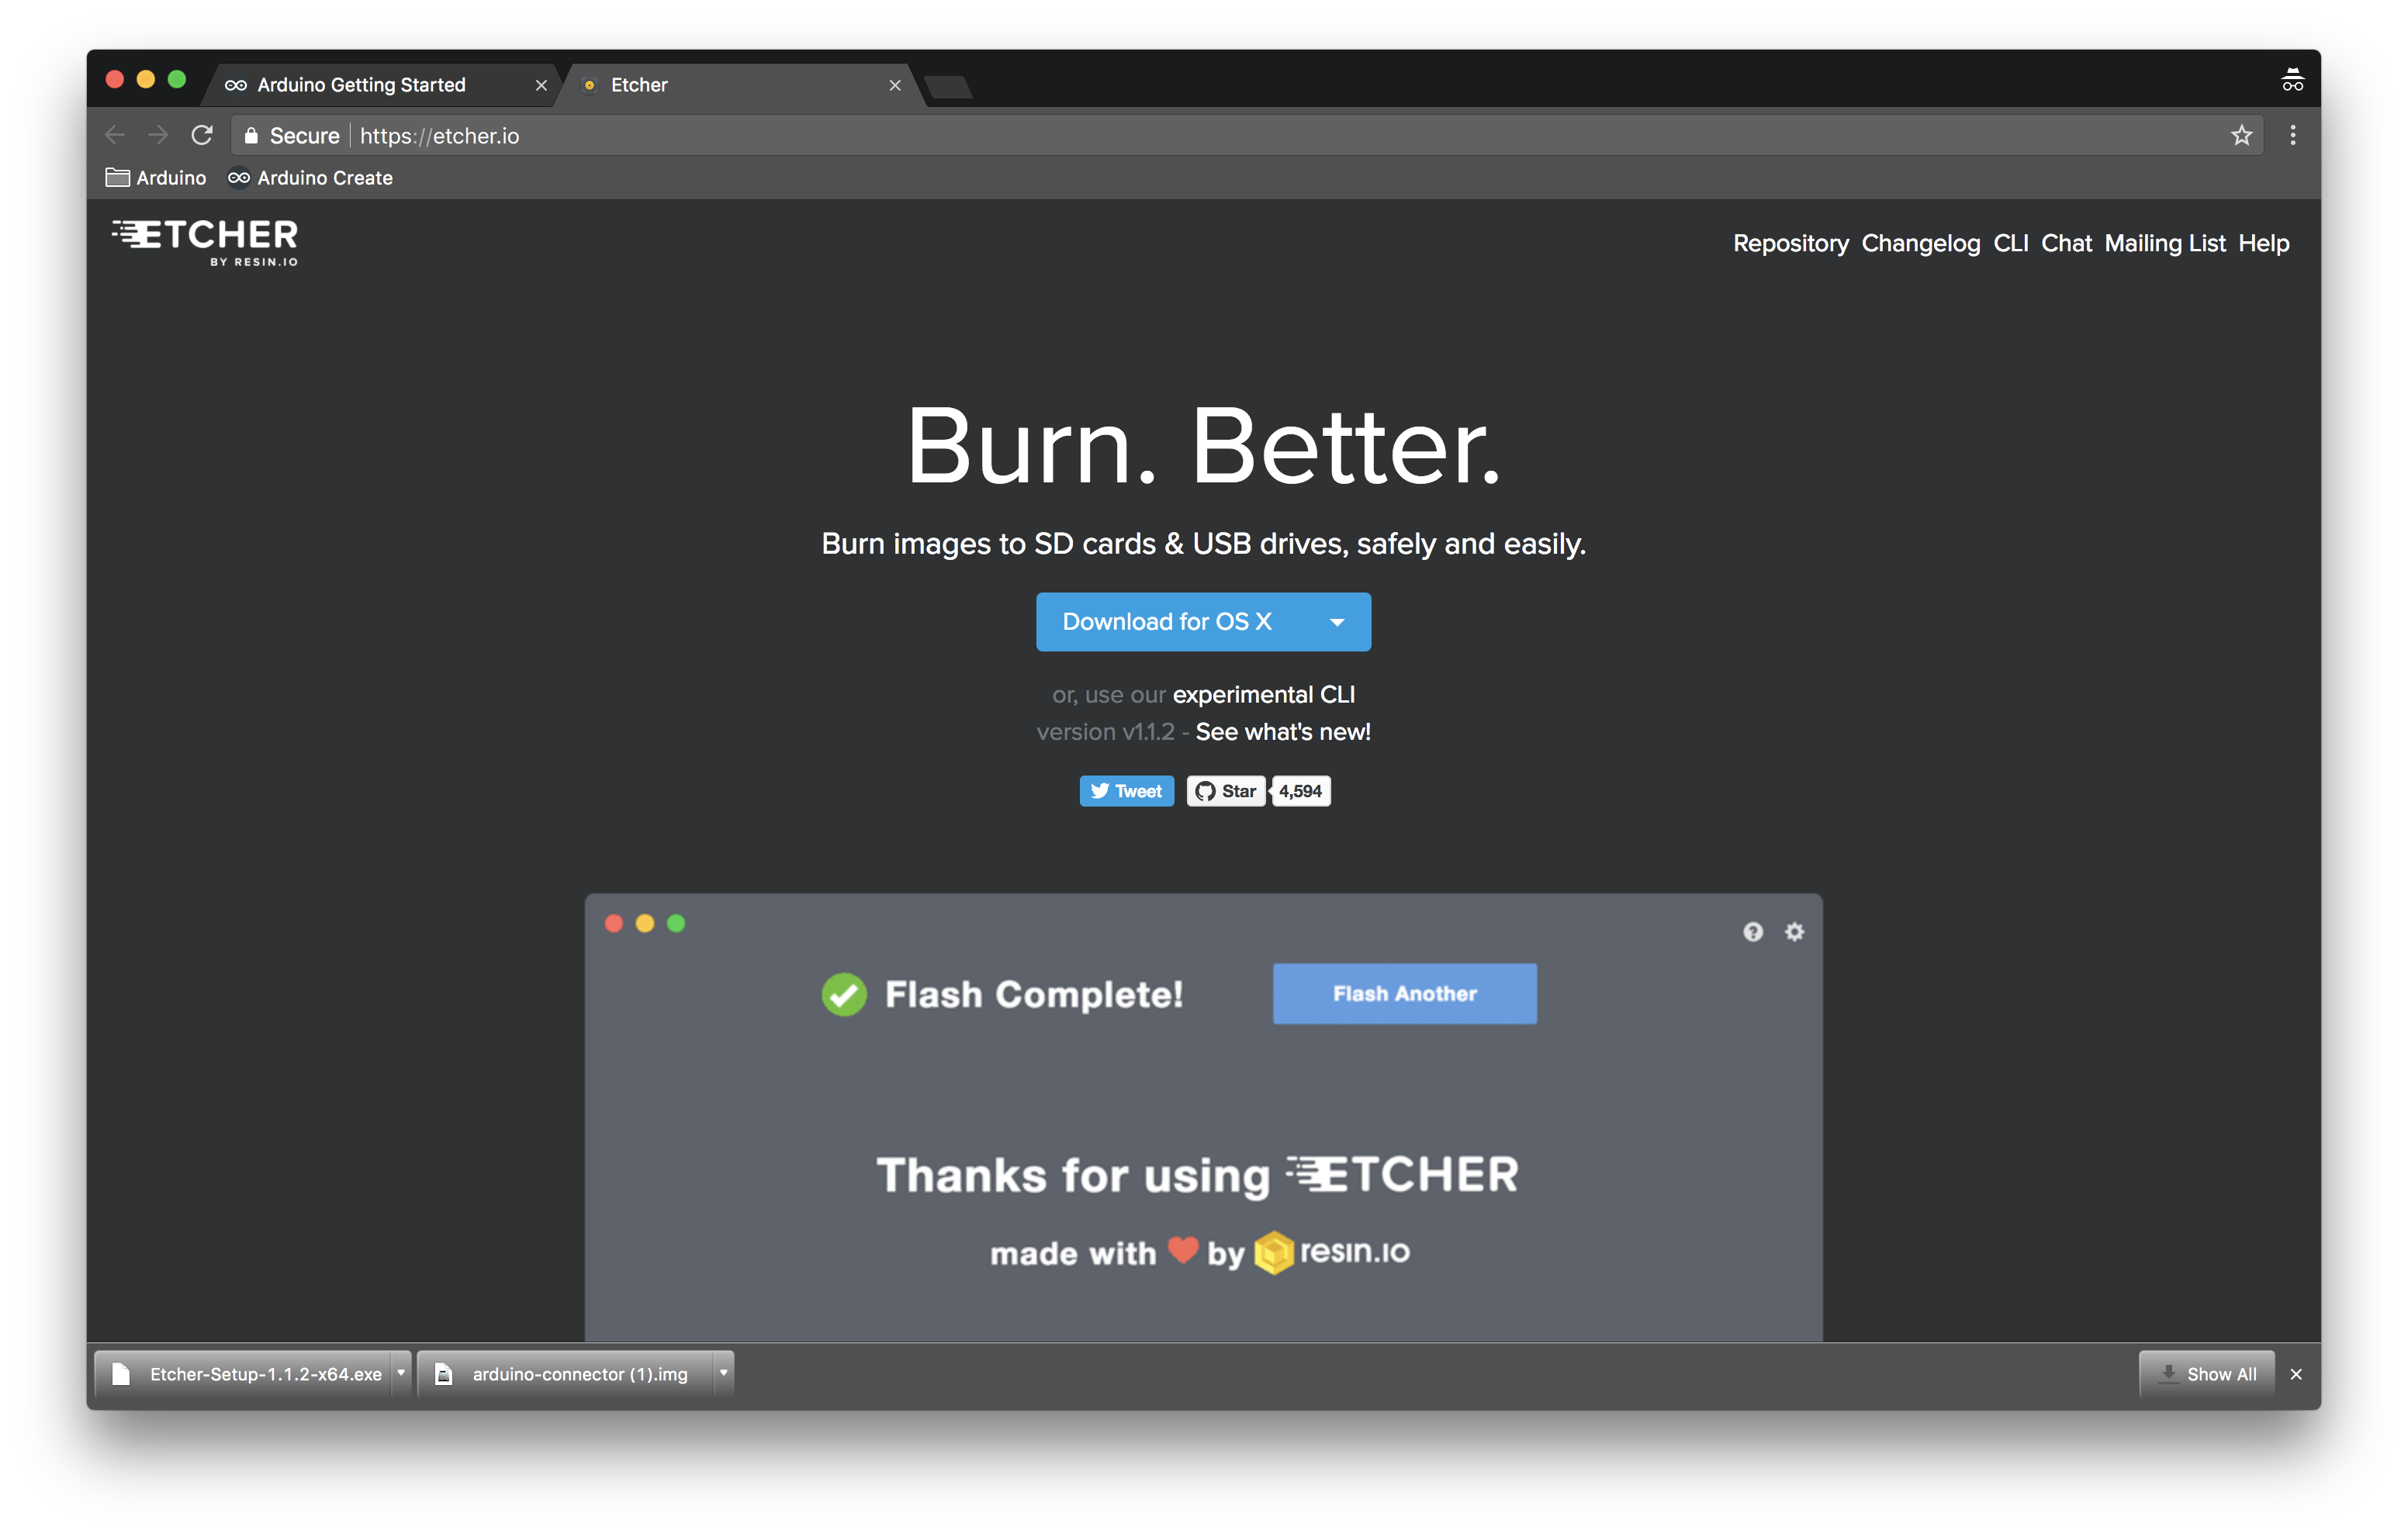 Arduino Getting Started
Etcher
Secure
https://etcher.io
Arduino
Arduino Create
ETCHER
BY RESIN.IO
Repository Changelog CLI Chat Mailing List Help
Burn. Better.
Burn images to SD cards & USB drives, safely and easily.
Download for OS X
or, use our experimental CLI
version v1.1.2 - See what's new!
Tweet
Star
4,594
Flash Complete!
Flash Another
Thanks for using ETCHER
made with by resin.io
Etcher-Setup-1.1.2-x64.exe
arduino-connector (1).img
Show All